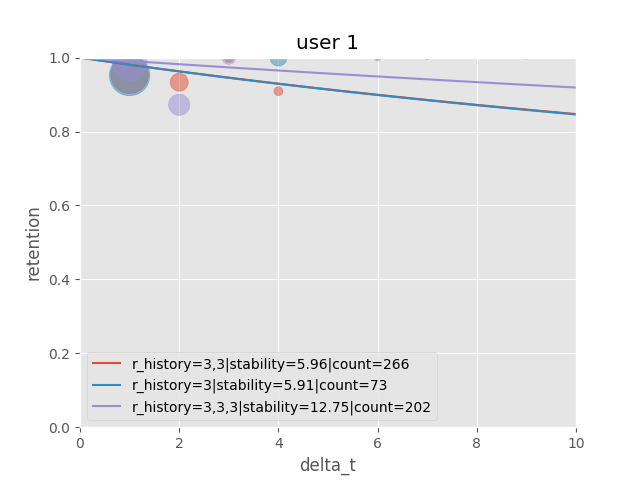 user 1
retention
1.0
0.8
0.6
0.4
0.2
0.0
r_history=3,3|stability=5.96|count=266
r_history=3|stability=5.91|count=73
r_history=3,3,3|stability=12.75|count=202
0 2 4 6 8 10
delta_t